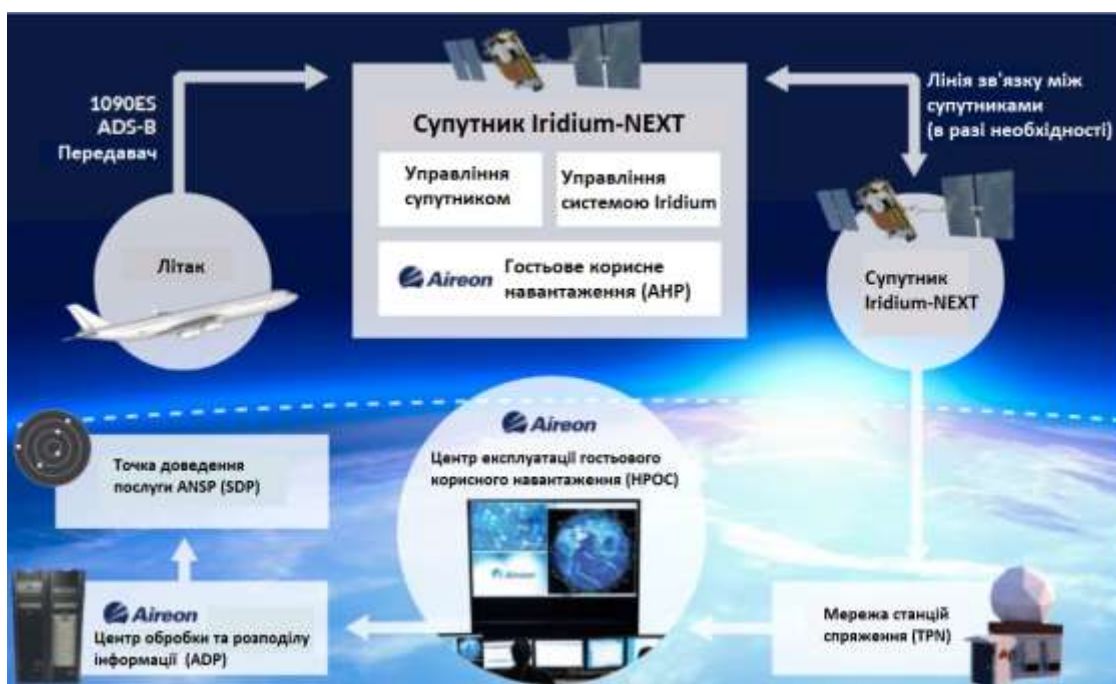 1090ES
ADS-B
Передавач
Літак
Супутник Iridium-NEXT
Управління
супутником
Управління
системою Iridium
Aireon
Гостьове корисне
навантаження (AHP)
Лінія зв'язку між
супутниками
(в разі необхідності)
Супутник
Iridium-NEXT
Точка доведення
послуги ANSP (SDP)
Aireon
Центр експлуатації гостьового
корисного навантаження (HPOC)
Aireon
Aireon
Центр обробки та розподілу
інформації (ADP)
Мережа станцій
спряження (TPN)